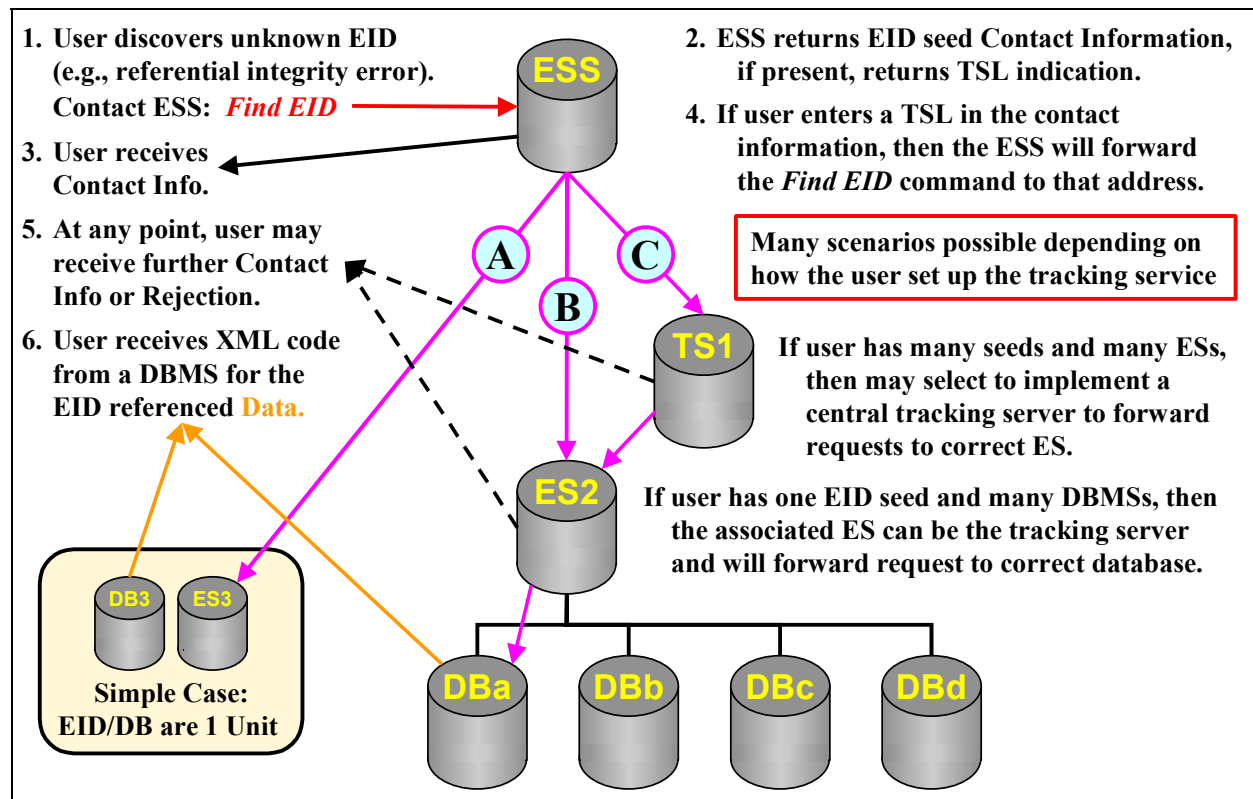 1. User discovers unknown EID
(e.g., referential integrity error).
Contact ESS: Find EID
3. User receives
Contact Info.
5. At any point, user may
receive further Contact
Info or Rejection.
6. User receives XML code
from a DBMS for the
EID referenced Data.
ESS
2. ESS returns EID seed Contact Information,
if present, returns TSL indication.
4. If user enters a TSL in the contact
information, then the ESS will forward
the Find EID command to that address.
Many scenarios possible depending on
how the user set up the tracking service
A
B
C
TS1
If user has many seeds and many ESs,
then may select to implement a
central tracking server to forward
requests to correct ES.
ES2
If user has one EID seed and many DBMSs, then
the associated ES can be the tracking server
and will forward request to correct database.
DB3
ES3
Simple Case:
EID/DB are 1 Unit
DBa
DBb
DBc
DBd